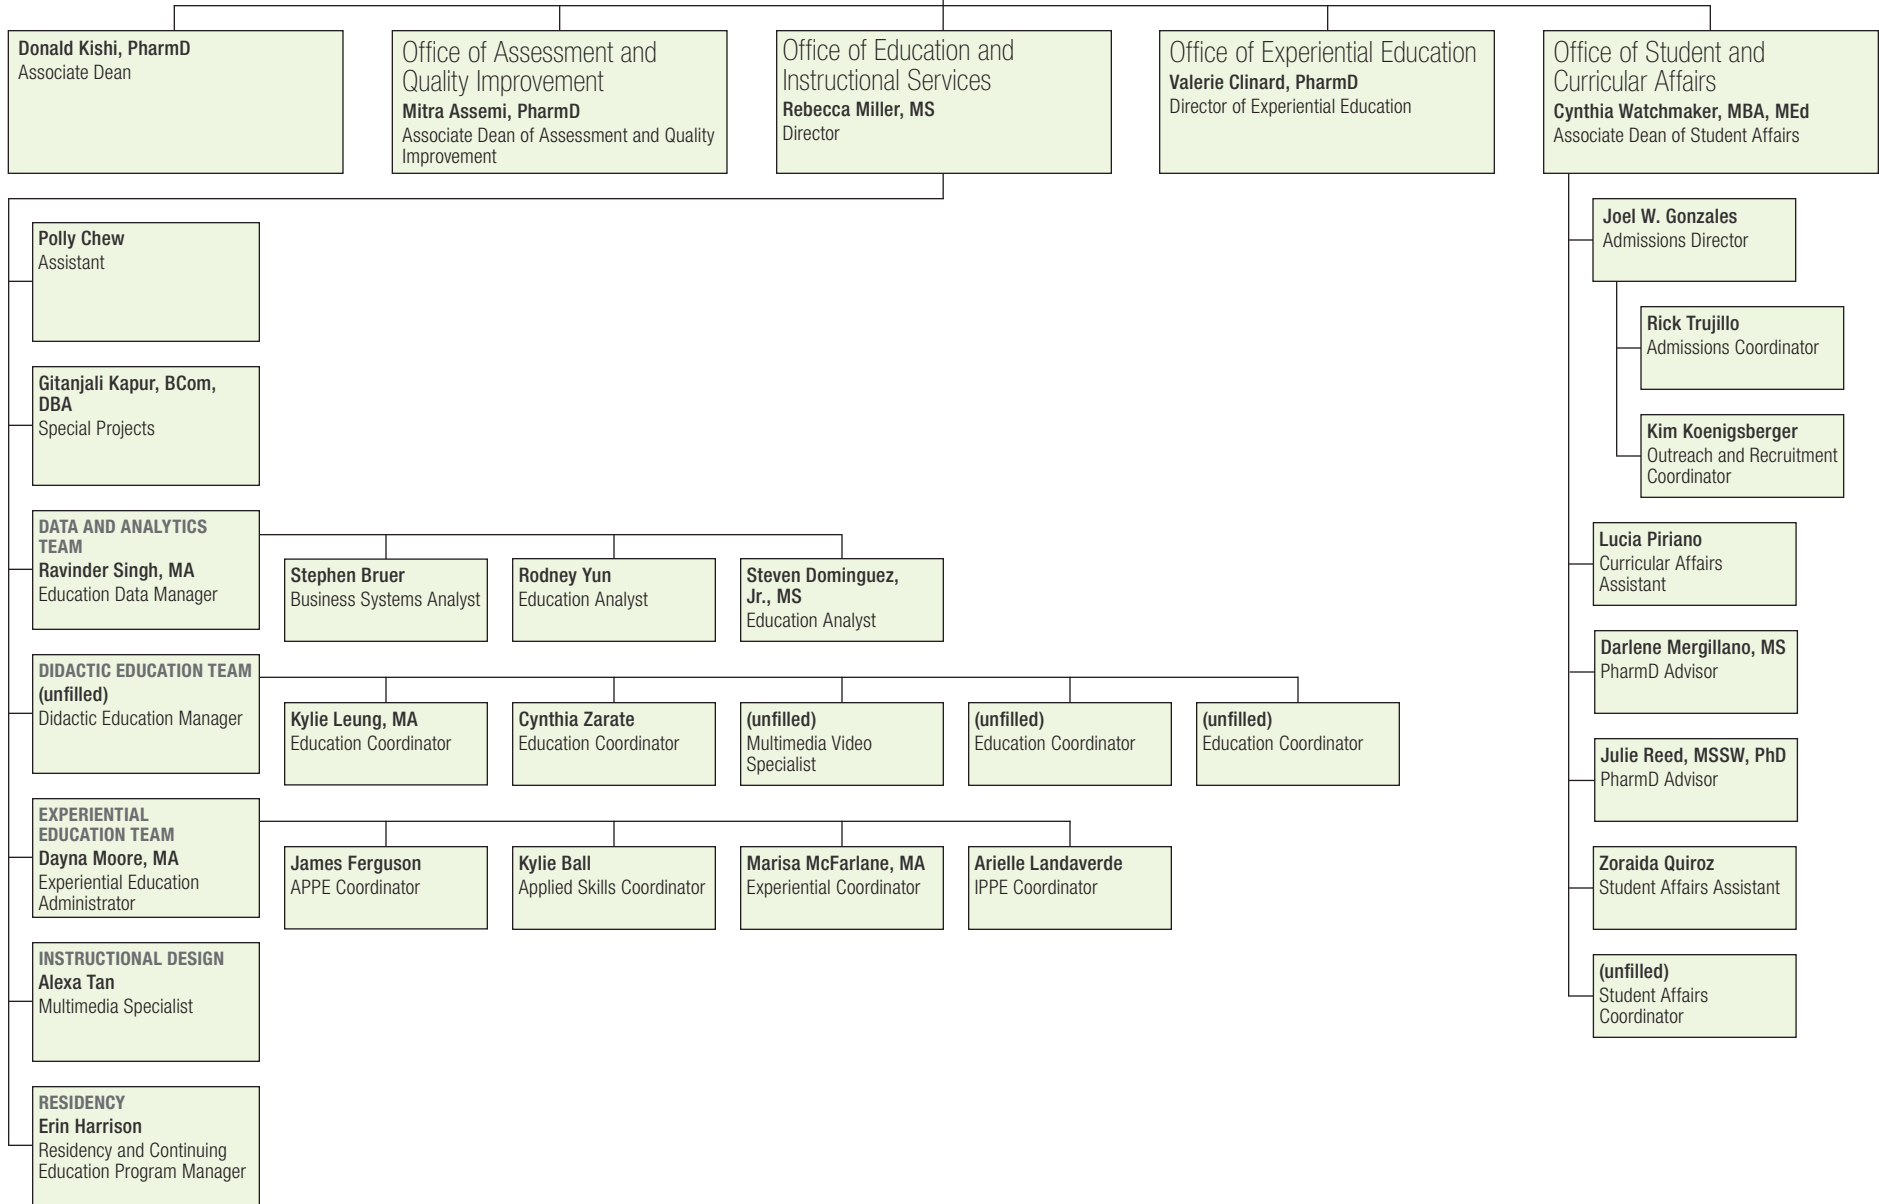 Donald Kishi, PharmD
Associate Dean
Office of Assessment and
Quality Improvement
Mitra Assemi, PharmD
Associate Dean of Assessment and Quality
Improvement
Office of Education and
Instructional Services
Rebecca Miller, MS
Director
Office of Experiential Education
Valerie Clinard, PharmD
Director of Experiential Education
Office of Student and
Curricular Affairs
Cynthia Watchmaker, MBA, MEd
Associate Dean of Student Affairs
Polly Chew
Assistant
Gitanjali Kapur, BCom,
DBA
Special Projects
DATA AND ANALYTICS
TEAM
Ravinder Singh, MA
Education Data Manager
Stephen Bruer
Business Systems Analyst
Rodney Yun
Education Analyst
Steven Dominguez,
Jr., MS
Education Analyst
DIDACTIC EDUCATION TEAM
(unfilled)
Didactic Education Manager
Kylie Leung, MA
Education Coordinator
Cynthia Zarate
Education Coordinator
(unfilled)
Multimedia Video
Specialist
(unfilled)
Education Coordinator
(unfilled)
Education Coordinator
EXPERIENTIAL
EDUCATION TEAM
Dayna Moore, MA
Experiential Education
Administrator
James Ferguson
APPE Coordinator
Kylie Ball
Applied Skills Coordinator
Marisa McFarlane, MA
Experiential Coordinator
Arielle Landaverde
IPPE Coordinator
INSTRUCTIONAL DESIGN
Alexa Tan
Multimedia Specialist
RESIDENCY
Erin Harrison
Residency and Continuing
Education Program Manager
Joel W. Gonzales
Admissions Director
Rick Trujillo
Admissions Coordinator
Kim Koenigsberger
Outreach and Recruitment
Coordinator
Lucia Piriano
Curricular Affairs
Assistant
Darlene Mergillano, MS
PharmD Advisor
Julie Reed, MSSW, PhD
PharmD Advisor
Zoraida Quiroz
Student Affairs Assistant
(unfilled)
Student Affairs
Coordinator